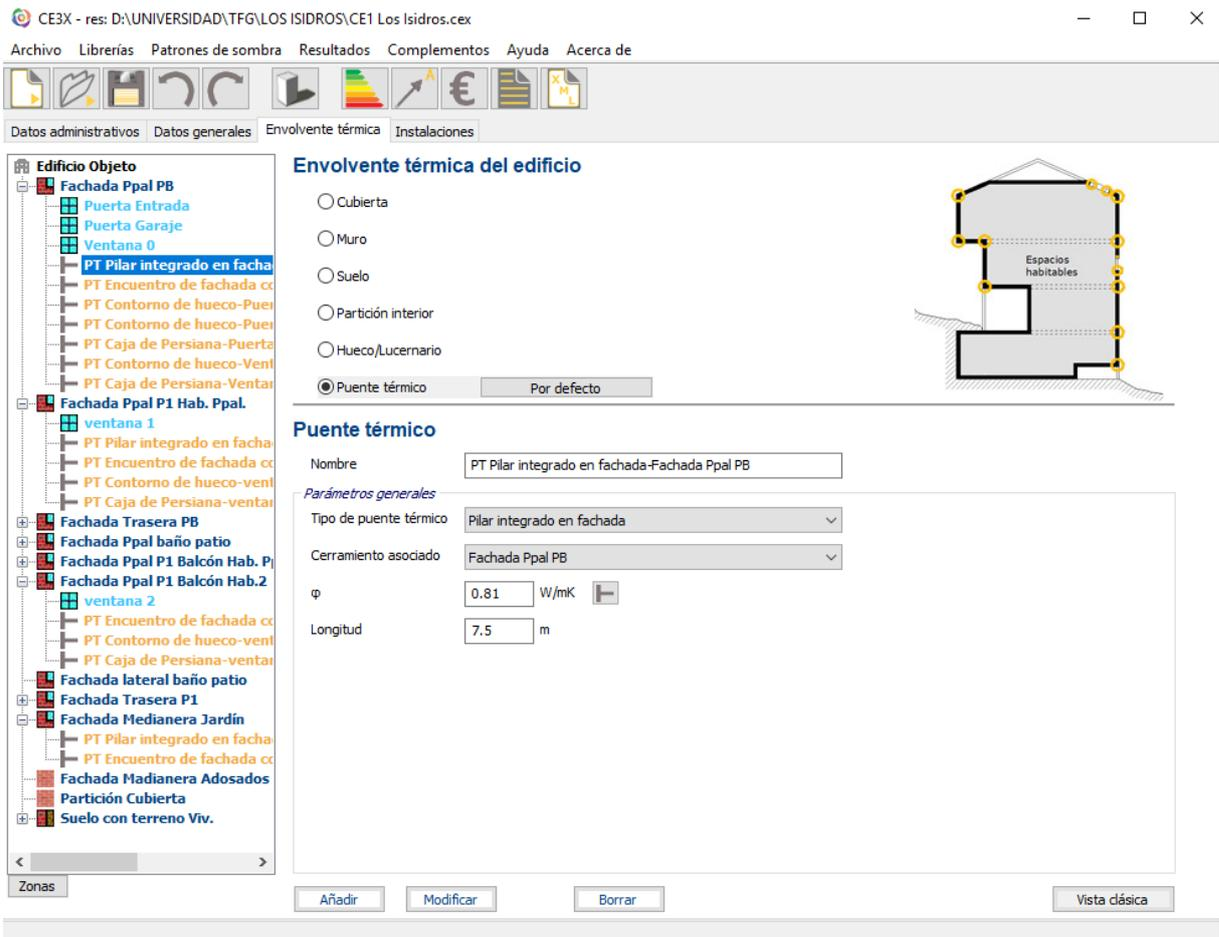 CE3X - res: D:\UNIVERSIDAD\TFG\LOS ISIDROS\CE1 Los Isidros.cex
Archivo Librerías Patrones de sombra Resultados Complementos Ayuda Acerca de
A € X M L
Datos administrativos Datos generales Envolvente térmica Instalaciones
Edificio Objeto
Fachada Ppal PB
Puerta Entrada
Puerta Garaje
Ventana 0
PT Pilar integrado en facha
PT Encuentro de fachada cc
PT Contorno de hueco-Puer
PT Contorno de hueco-Puer
PT Caja de Persiana-Puerta
PT Contorno de hueco-Vent
PT Caja de Persiana-Ventan
Fachada Ppal P1 Hab. Ppal.
ventana 1
PT Pilar integrado en facha
PT Encuentro de fachada cc
PT Contorno de hueco-vent
PT Caja de Persiana-ventan
Fachada Trasera PB
Fachada Ppal baño patio
Fachada Ppal P1 Balcón Hab. Pp
Fachada Ppal P1 Balcón Hab.2
ventana 2
PT Encuentro de fachada cc
PT Contorno de hueco-vent
PT Caja de Persiana-ventan
Fachada lateral baño patio
Fachada Trasera P1
Fachada Medianera Jardín
PT Pilar integrado en facha
PT Encuentro de fachada cc
Fachada Madianera Adosados
Partición Cubierta
Suelo con terreno Viv.
Zonas
Envolvente térmica del edificio
Cubierta
Muro
Suelo
Partición interior
Hueco/Lucernario
Puente térmico Por defecto
Espacios
habitables
Puente térmico
Nombre PT Pilar integrado en fachada-Fachada Ppal PB
Parámetros generales
Tipo de puente térmico Pilar integrado en fachada
Cerramiento asociado Fachada Ppal PB
φ 0.81 W/mK
Longitud 7.5 m
Añadir Modificar Borrar Vista clásica